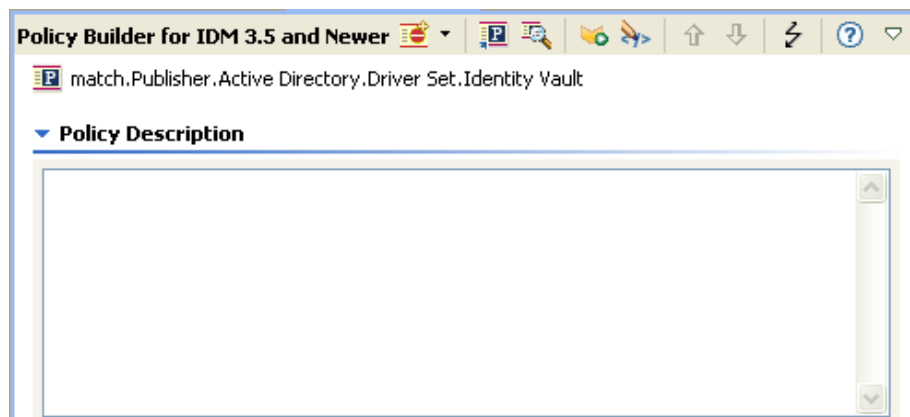 Policy Builder for IDM 3.5 and Newer
match.Publisher.Active Directory.Driver Set.Identity Vault
Policy Description